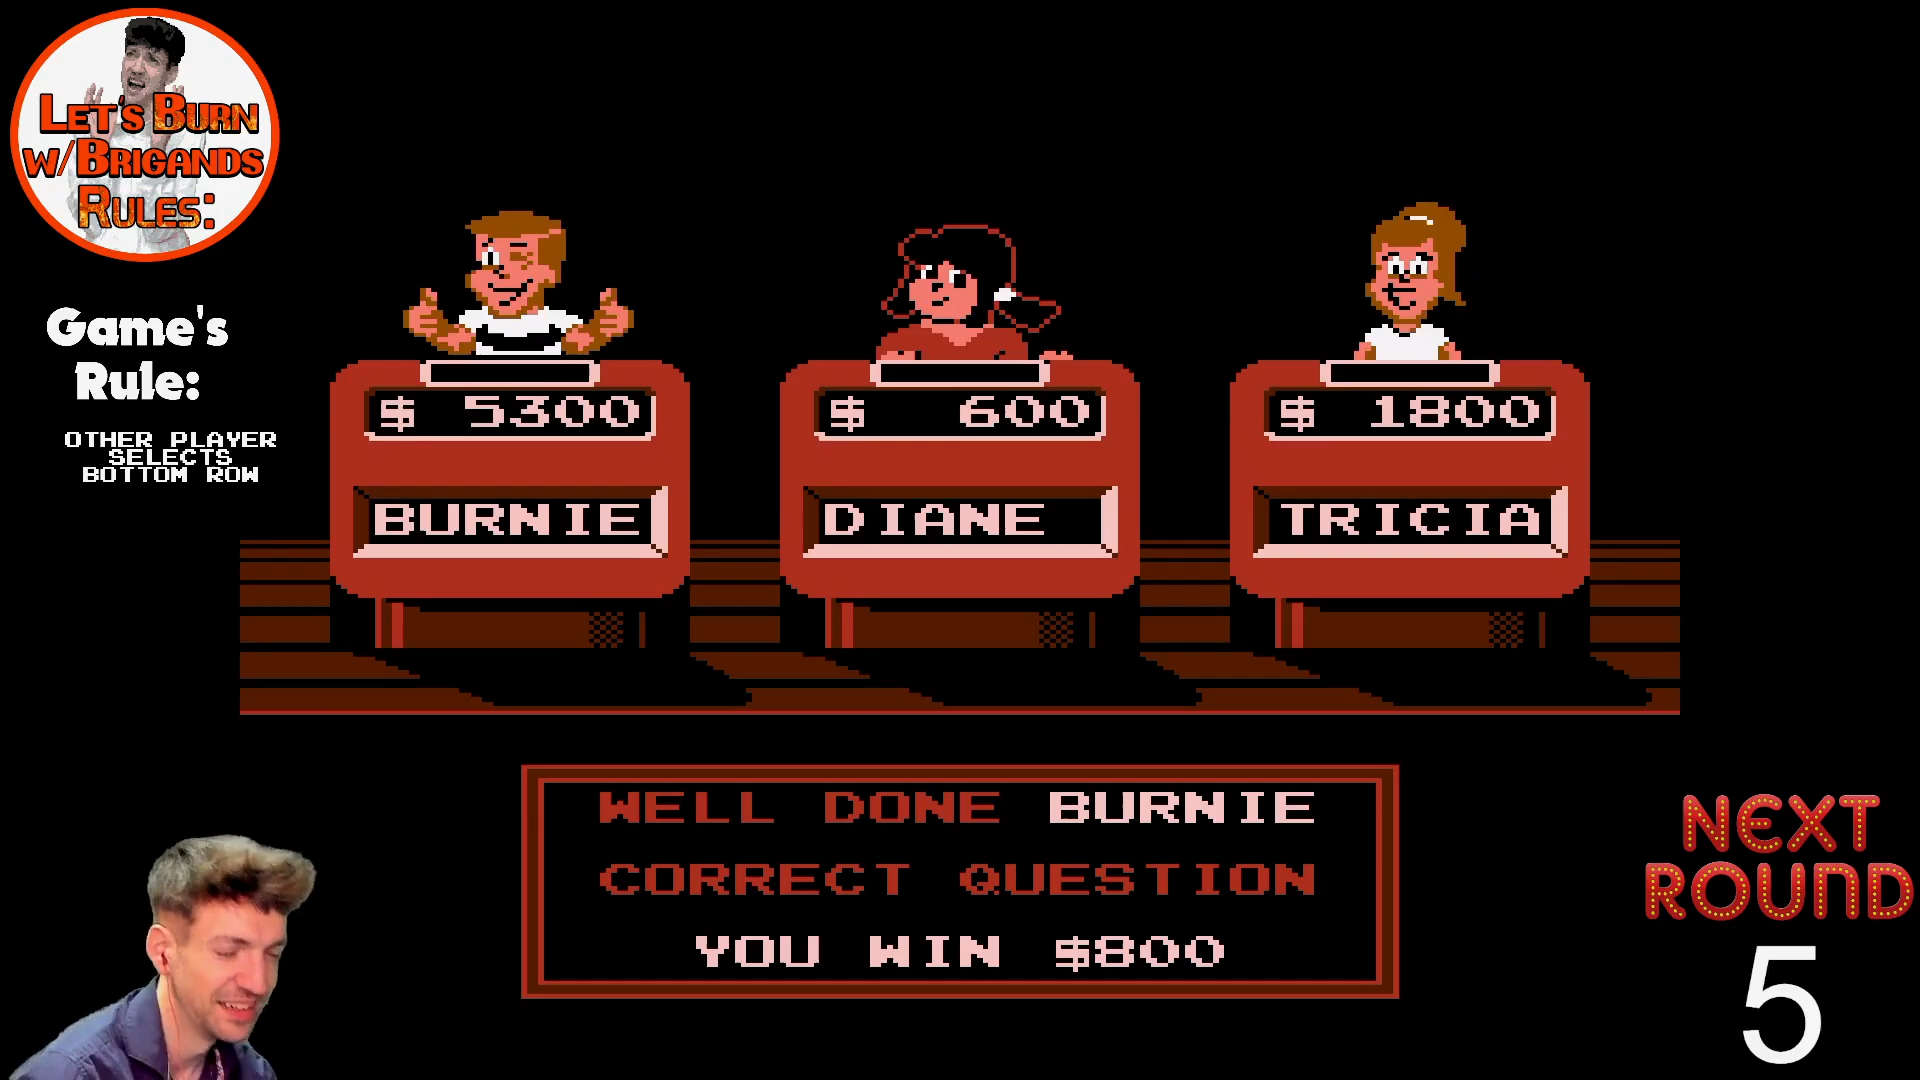 LET'S BURN
W/BRIGANDS
RULES:
Game's
Rule:
OTHER PLAYER
SELECTS
BOTTOM ROW
$ 5300
$ 600
$ 1800
BURNIE
DIANE
TRICIA
WELL DONE BURNIE
CORRECT QUESTION
YOU WIN $800
NEXT
ROUND
5